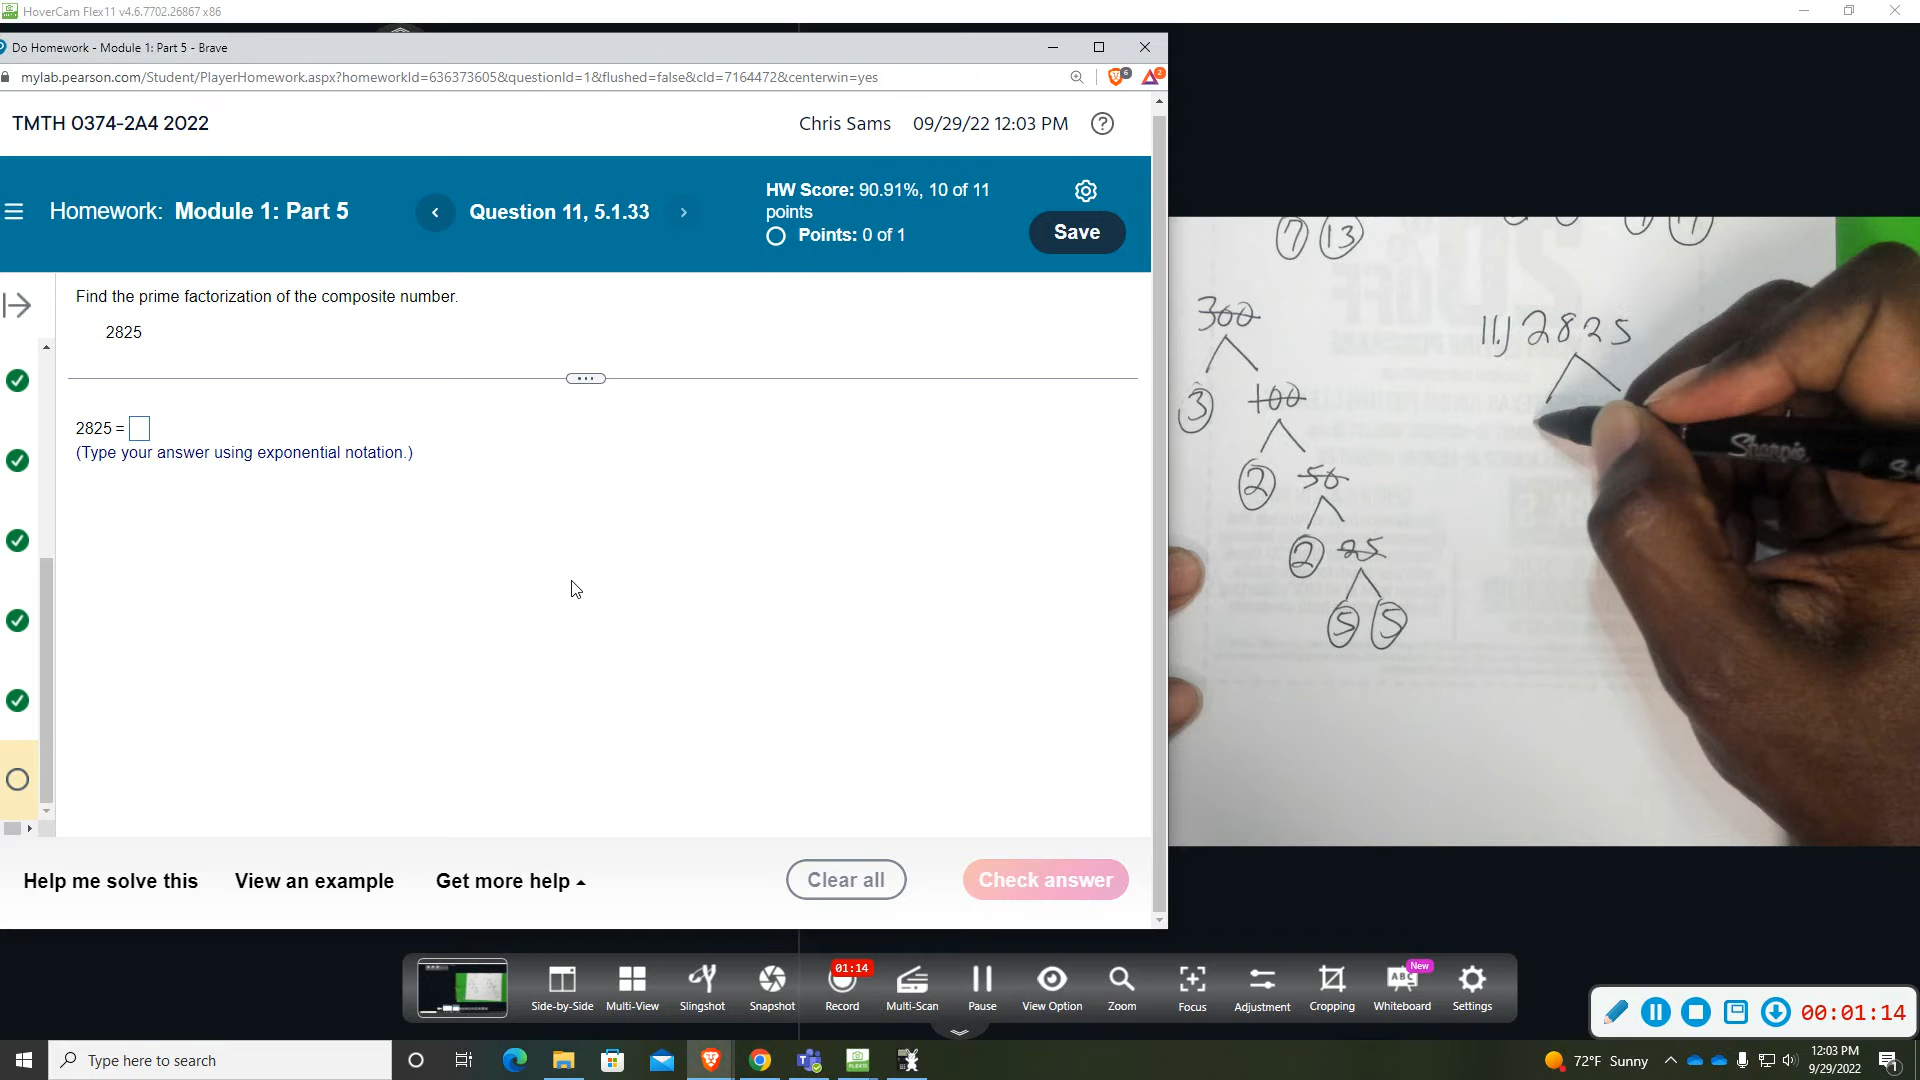 HoverCam Flex11 v4.6.7702.26867 x86
Do Homework - Module 1: Part 5 - Brave
mylab.pearson.com/Student/PlayerHomework.aspx?homeworkId=636373605&questionId=1&flushed=false&cId=7164472&centerwin=yes
6
2
TMTH 0374-2A4 2022
Chris Sams
09/29/22 12:03 PM
?
Homework: Module 1: Part 5
Question 11, 5.1.33
HW Score: 90.91%, 10 of 11
points
Points: 0 of 1
Save
Find the prime factorization of the composite number.
2825
2825 =
(Type your answer using exponential notation.)
Help me solve this
View an example
Get more help
Clear all
Check answer
7 13
300
3 100
2 50
2 25
5 5
11.) 2825
Sharpie
01:14
New
ABC
Side-by-Side
Multi-View
Slingshot
Snapshot
Record
Multi-Scan
Pause
View Option
Zoom
Focus
Adjustment
Cropping
Whiteboard
Settings
00:01:14
Type here to search
72°F Sunny
12:03 PM
9/29/2022
1